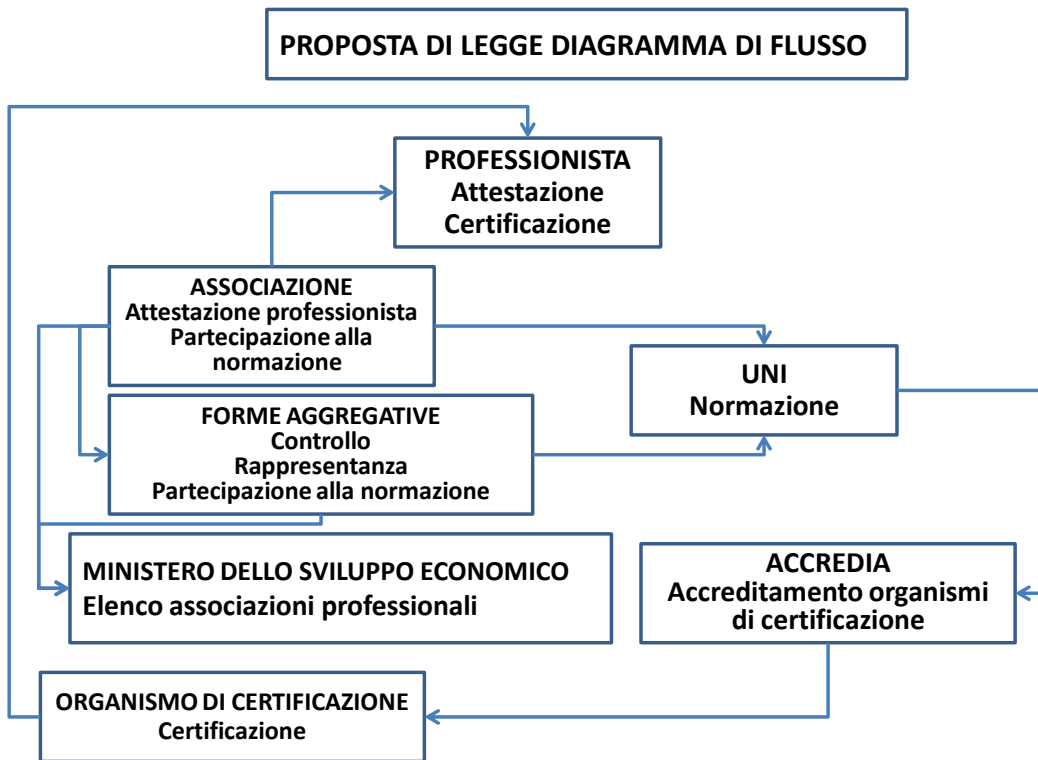 PROPOSTA DI LEGGE DIAGRAMMA DI FLUSSO
PROFESSIONISTA
Attestazione
Certificazione
ASSOCIAZIONE
Attestazione professionista
Partecipazione alla
normazione
UNI
Normazione
FORME AGGREGATIVE
Controllo
Rappresentanza
Partecipazione alla normazione
MINISTERO DELLO SVILUPPO ECONOMICO
Elenco associazioni professionali
ACCREDIA
Accreditamento organismi
di certificazione
ORGANISMO DI CERTIFICAZIONE
Certificazione